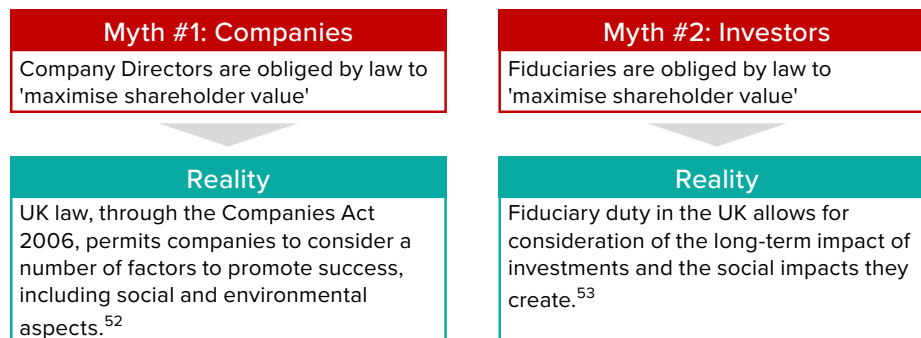 Myth #1: Companies
Company Directors are obliged by law to
'maximise shareholder value'
Reality
UK law, through the Companies Act
2006, permits companies to consider a
number of factors to promote success,
including social and environmental
aspects.52
Myth #2: Investors
Fiduciaries are obliged by law to
'maximise shareholder value'
Reality
Fiduciary duty in the UK allows for
consideration of the long-term impact of
investments and the social impacts they
create.53